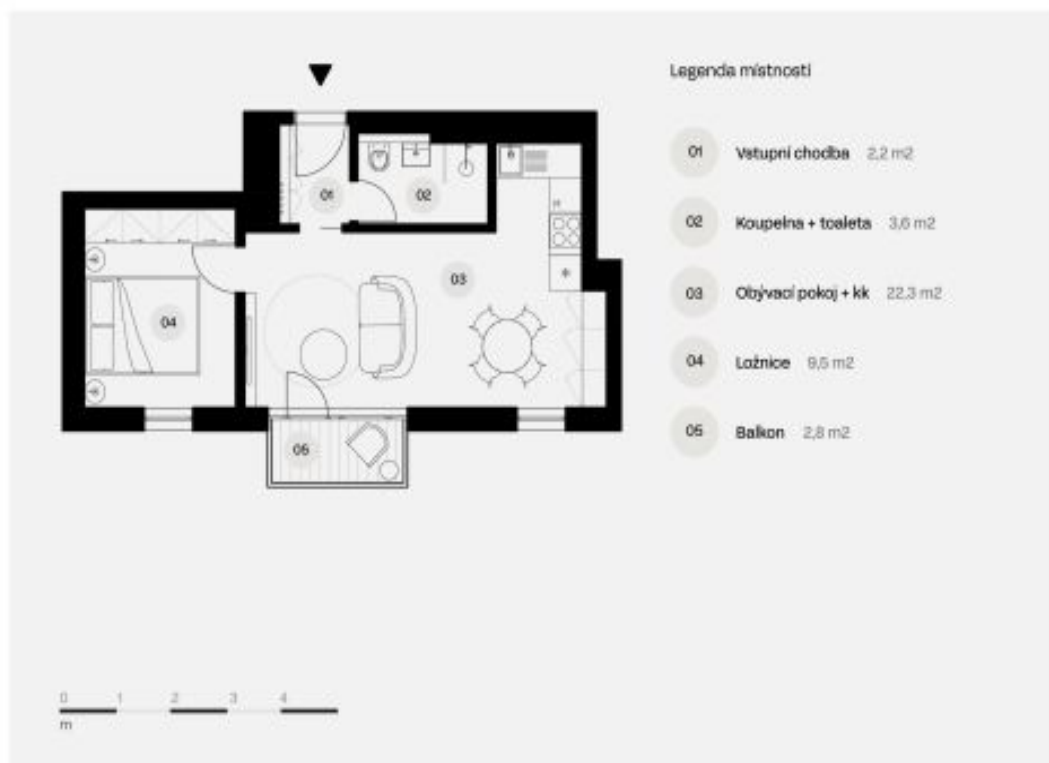 Legenda místností
01 Vstupní chodba 2,2 m2
02 Koupelna + toaleta 3,6 m2
03 Obývací pokoj + kk 22,3 m2
04 Ložnice 9,5 m2
05 Balkon 2,8 m2
01
02
03
04
05
0 1 2 3 4
m